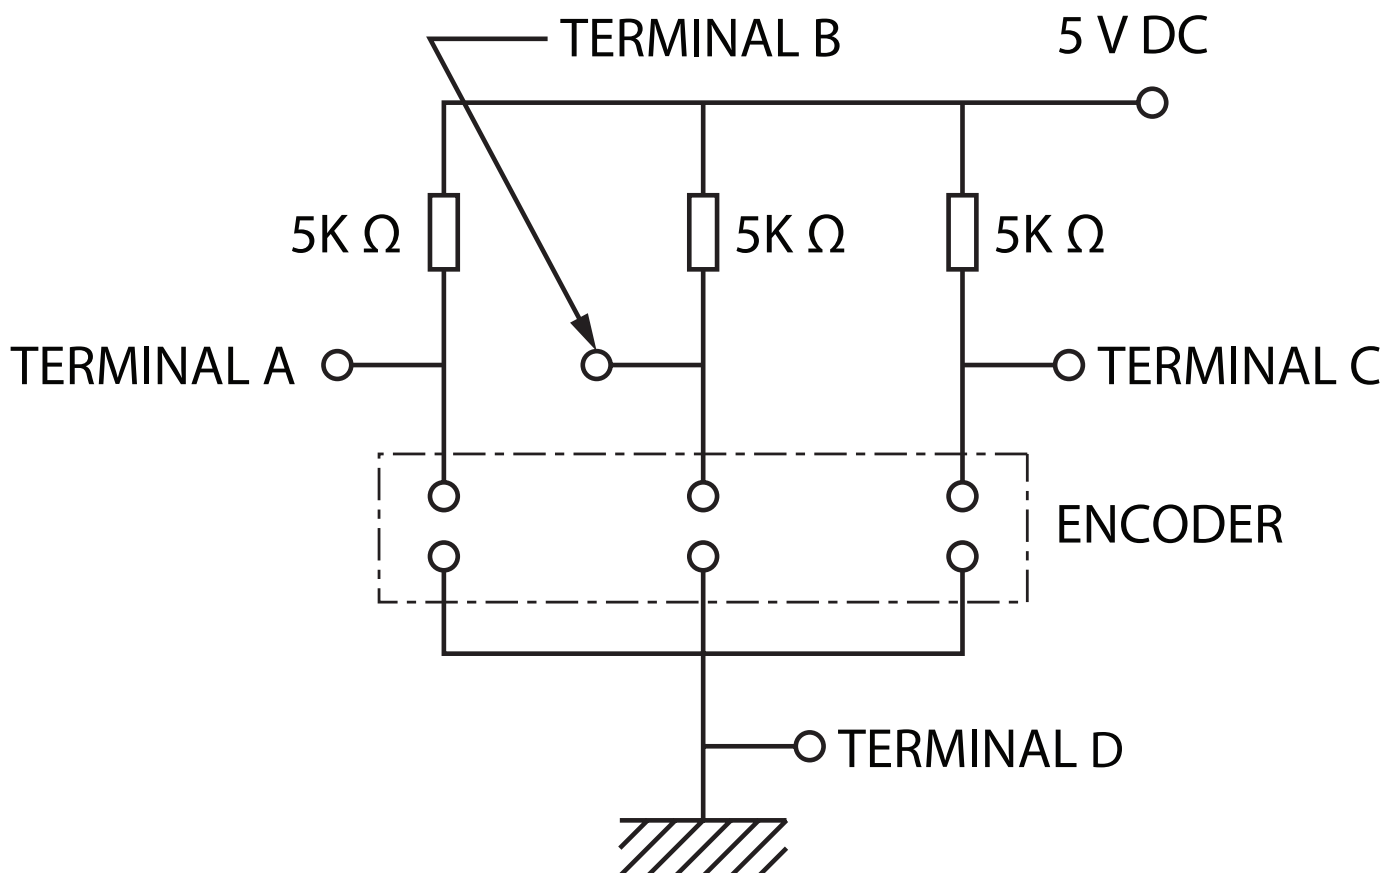 TERMINAL B
5 V DC
5K Ω
5K Ω
5K Ω
TERMINAL A
TERMINAL C
ENCODER
TERMINAL D